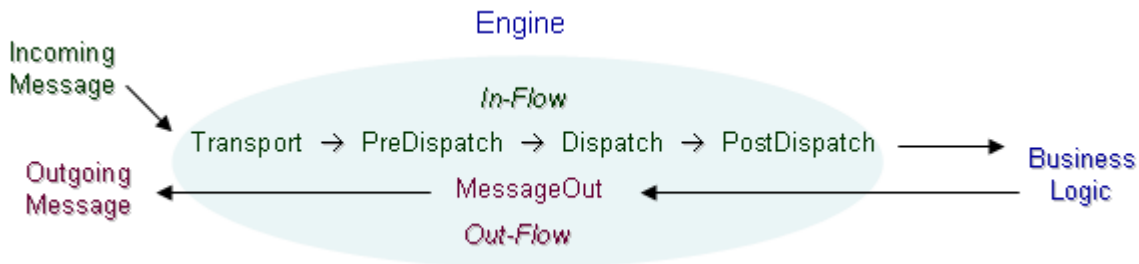 Engine
Incoming
Message
In-Flow
Transport → PreDispatch → Dispatch → PostDispatch
Business
Logic
Outgoing
Message
MessageOut
Out-Flow